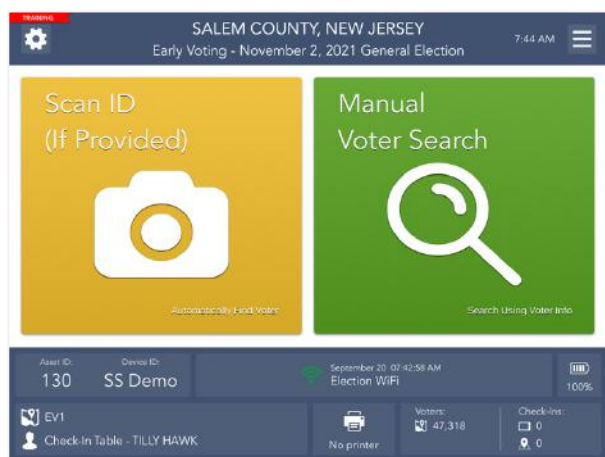 TRAINING
SALEM COUNTY, NEW JERSEY
Early Voting - November 2, 2021 General Election
7:44 AM
Scan ID
(If Provided)
Automatically Find Voter
Manual
Voter Search
Search Using Voter Info
Asset ID:
130
Device ID:
SS Demo
September 20 07:42:58 AM
Election WiFi
100%
EV1
Check-In Table - TILLY HAWK
No printer
Voters:
47,318
Check-Ins:
0
0